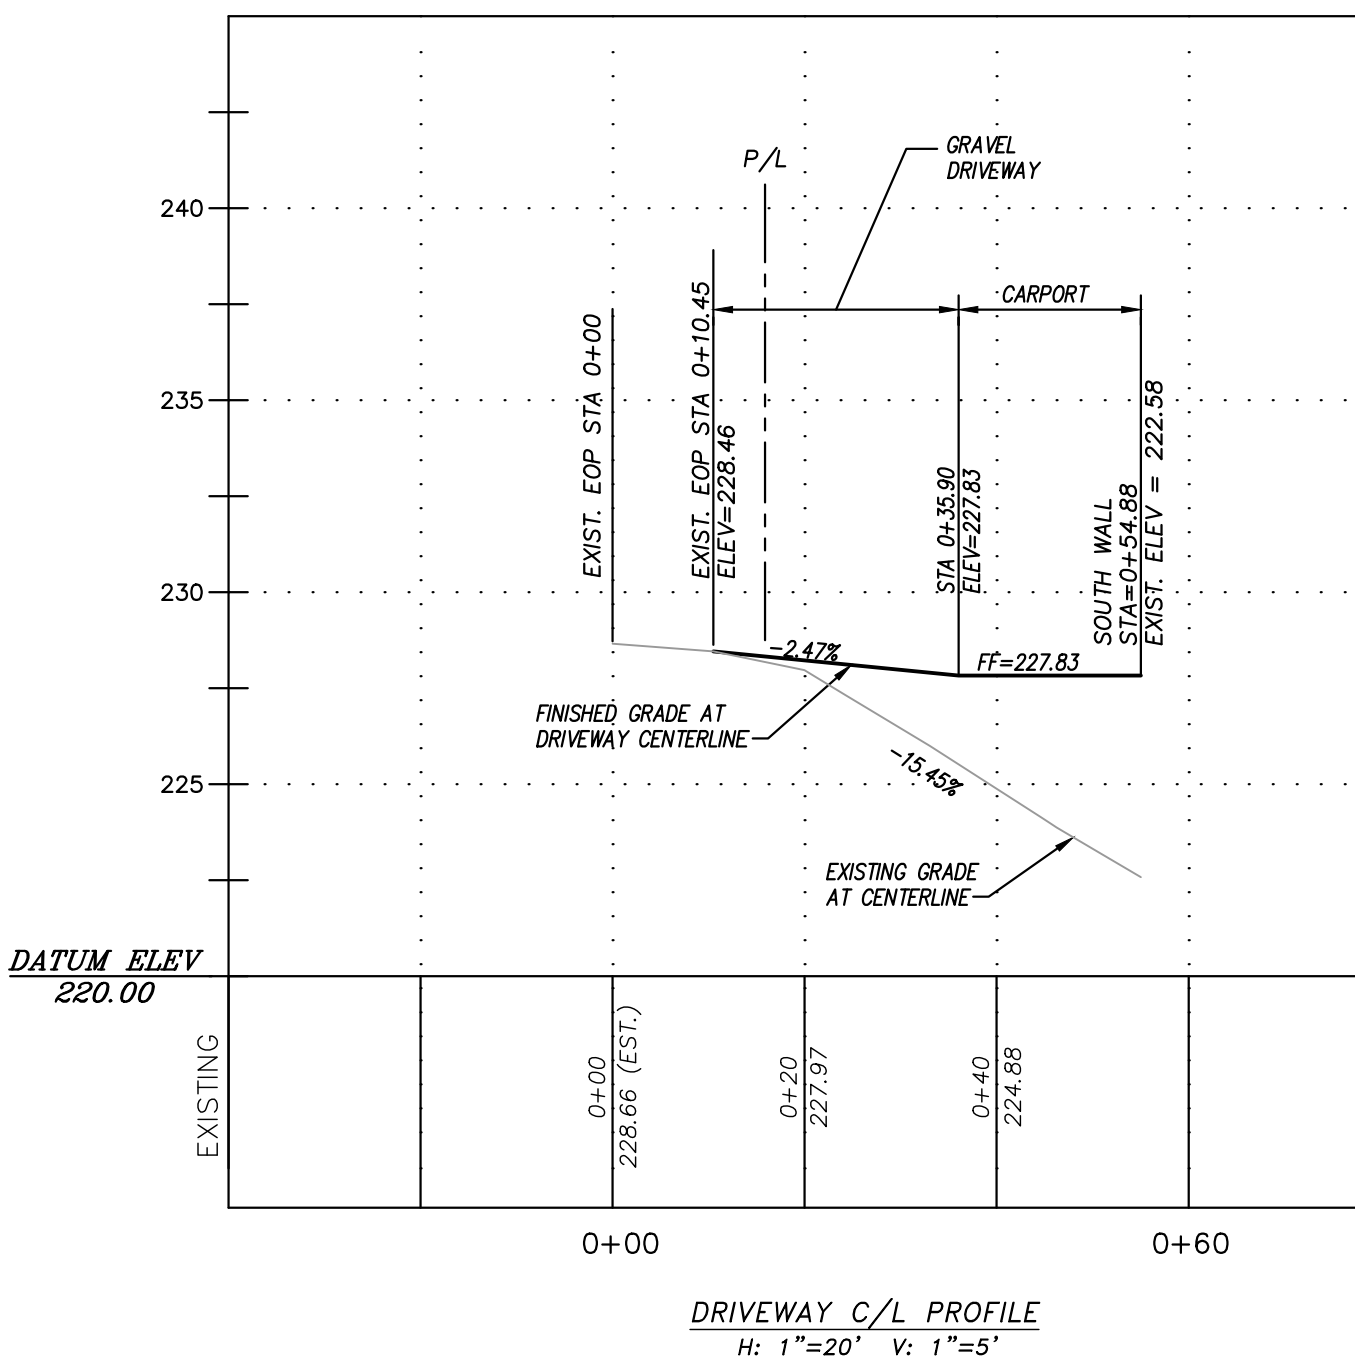 P/L
GRAVEL
DRIVEWAY
240
CARPORT
EXIST. EOP STA 0+00
EXIST. EOP STA 0+10.45
ELEV=228.46
235
STA 0+35.90
ELEV=227.83
SOUTH WALL
STA=0+54.88
EXIST. ELEV = 222.58
230
-2.47%
FF=227.83
FINISHED GRADE AT
DRIVEWAY CENTERLINE
-15.45%
225
EXISTING GRADE
AT CENTERLINE
DATUM ELEV
220.00
EXISTING
0+00
228.66 (EST.)
0+20
227.97
0+40
224.88
0+00
0+60
DRIVEWAY C/L PROFILE
H: 1"=20' V: 1"=5'